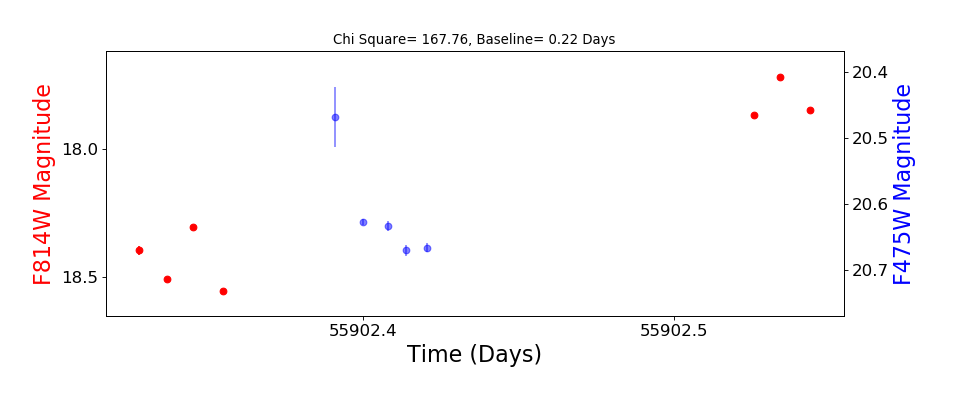 Chi Square= 167.76, Baseline= 0.22 Days
F814W Magnitude
18.0
18.5
20.4
20.5
20.6
20.7
F475W Magnitude
55902.4 55902.5
Time (Days)